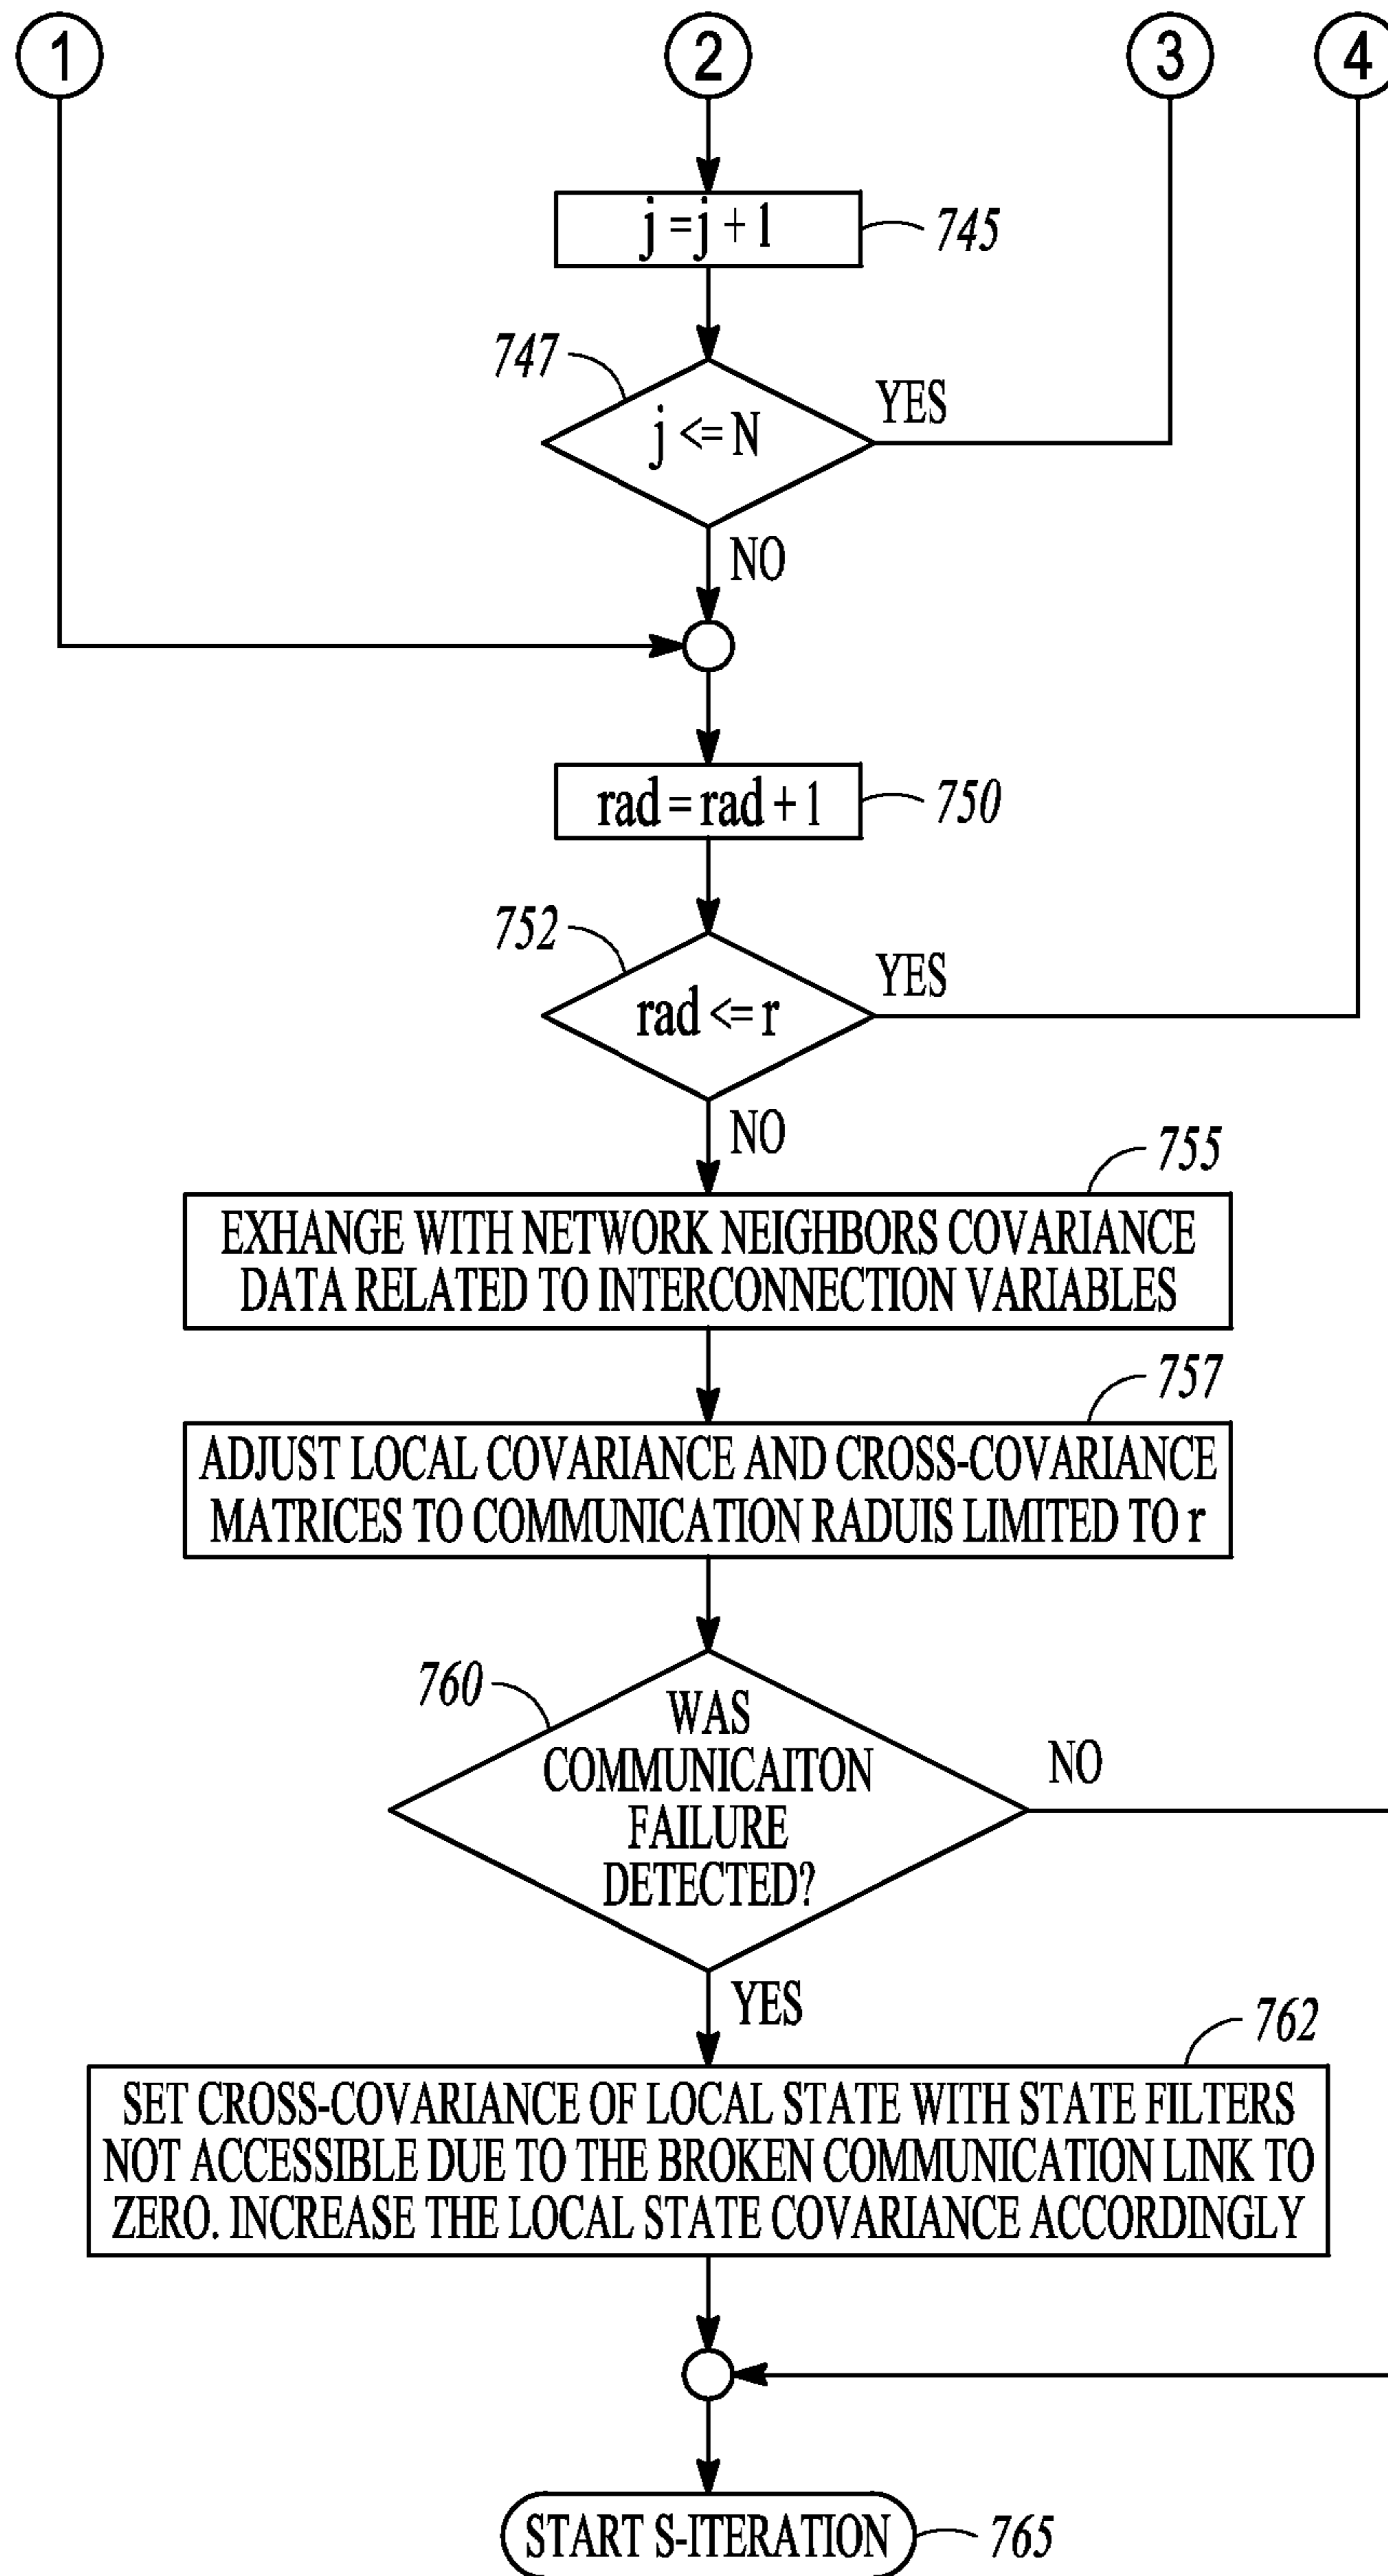 1
2
3
4
j = j + 1
745
747
j <= N
YES
NO
rad = rad + 1
750
752
rad <= r
YES
NO
755
EXHANGE WITH NETWORK NEIGHBORS COVARIANCE
DATA RELATED TO INTERCONNECTION VARIABLES
757
ADJUST LOCAL COVARIANCE AND CROSS-COVARIANCE
MATRICES TO COMMUNICATION RADUIS LIMITED TO r
760
WAS
COMMUNICAITON
FAILURE
DETECTED?
NO
YES
762
SET CROSS-COVARIANCE OF LOCAL STATE WITH STATE FILTERS
NOT ACCESSIBLE DUE TO THE BROKEN COMMUNICATION LINK TO
ZERO. INCREASE THE LOCAL STATE COVARIANCE ACCORDINGLY
START S-ITERATION
765